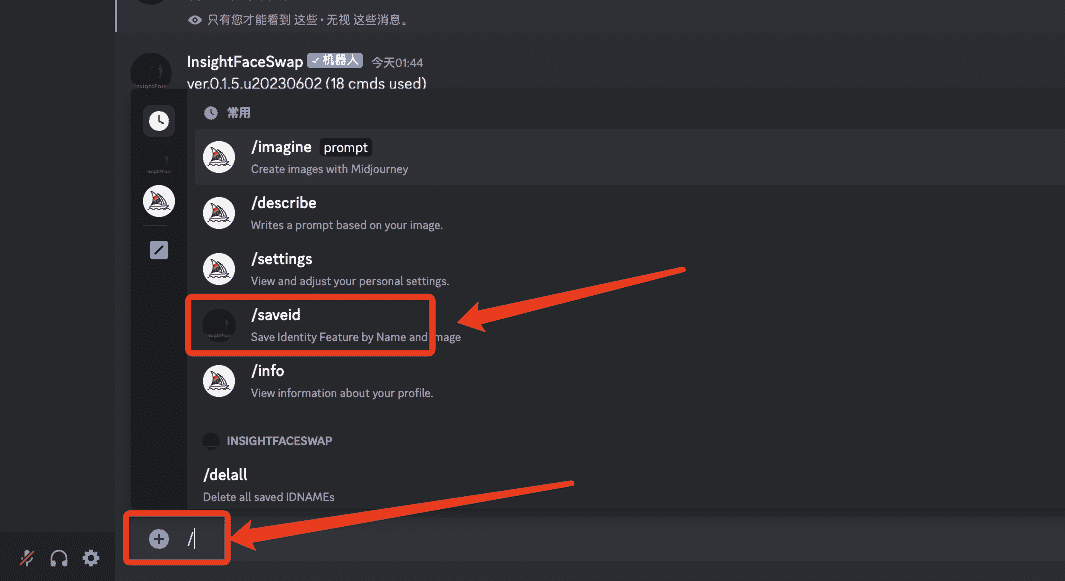 只有您才能看到 这些 · 无视 这些消息。
InsightFaceSwap ✓ 机器人 今天01:44
ver.0.1.5.u20230602 (18 cmds used)
常用
/imagine prompt
Create images with Midjourney
/describe
Writes a prompt based on your image.
/settings
View and adjust your personal settings.
/saveid
Save Identity Feature by Name and Image
/info
View information about your profile.
INSIGHTFACESWAP
/delall
Delete all saved IDNAMEs
/